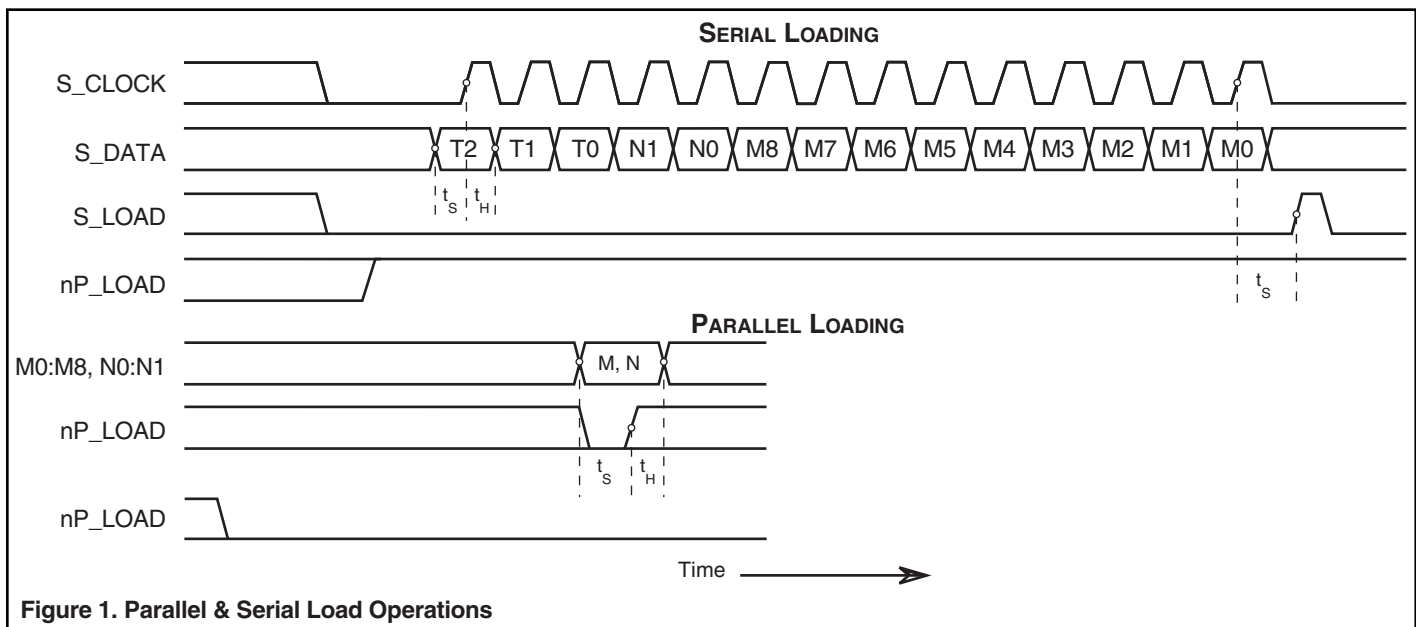 SERIAL LOADING
S_CLOCK
S_DATA
T2 T1 T0 N1 N0 M8 M7 M6 M5 M4 M3 M2 M1 M0
tS tH
S_LOAD
nP_LOAD
tS
PARALLEL LOADING
M0:M8, N0:N1
M, N
nP_LOAD
tS tH
nP_LOAD
Time
Figure 1. Parallel & Serial Load Operations